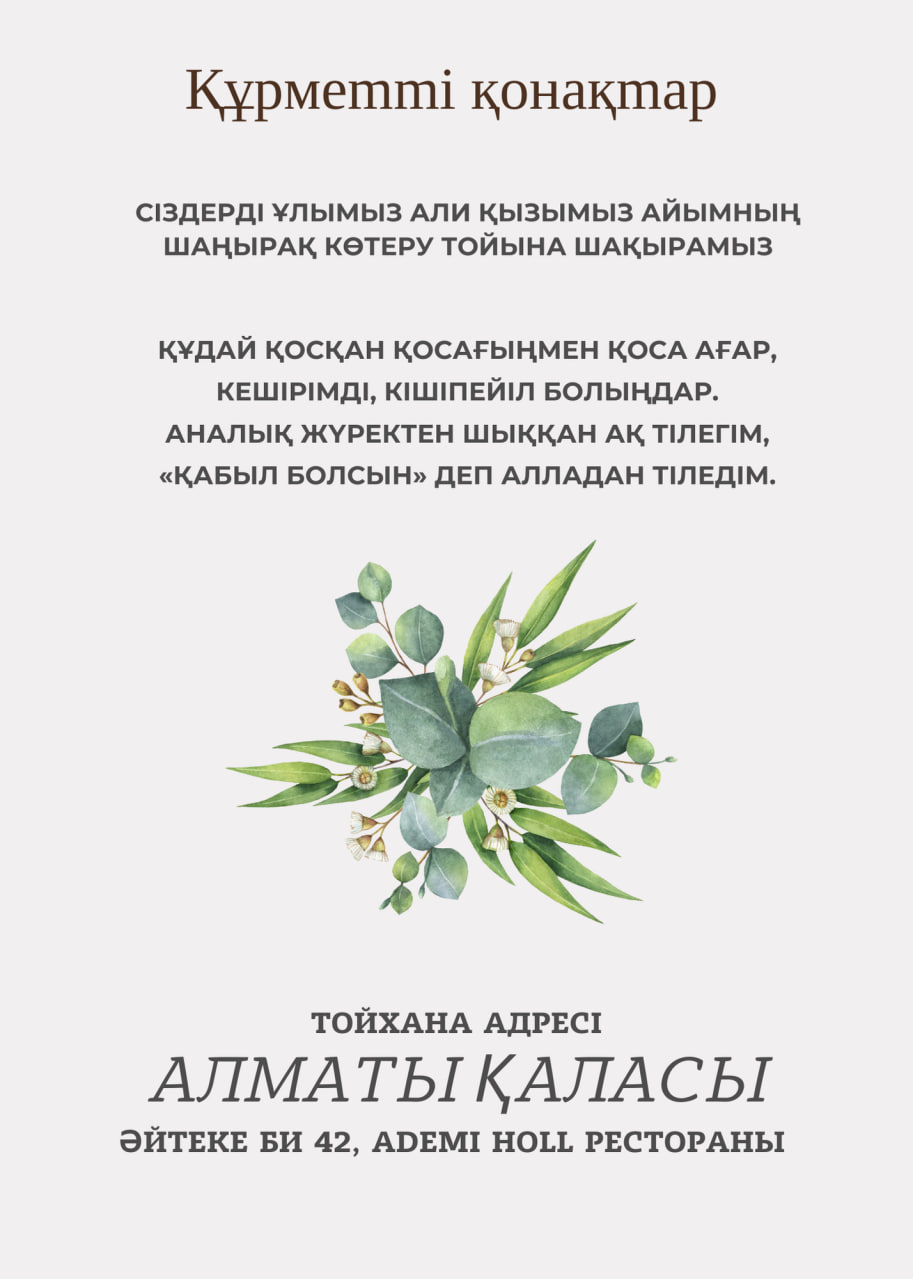 Құрметті қонақтар
СІЗДЕРДІ ҰЛЫМЫЗ АЛИ ҚЫЗЫМЫЗ АЙЫМНЫҢ
ШАҢЫРАҚ КӨТЕРУ ТОЙЫНА ШАҚЫРАМЫЗ
ҚҰДАЙ ҚОСҚАН ҚОСАҒЫҢМЕН ҚОСА АҒАР,
КЕШІРІМДІ, КІШІПЕЙІЛ БОЛЫҢДАР.
АНАЛЫҚ ЖҮРЕКТЕН ШЫҚҚАН АҚ ТІЛЕГІМ,
«ҚАБЫЛ БОЛСЫН» ДЕП АЛЛАДАН ТІЛЕДІМ.
ТОЙХАНА АДРЕСІ
АЛМАТЫ ҚАЛАСЫ
ӘЙТЕКЕ БИ 42, ADEMI HOLL РЕСТОРАНЫ